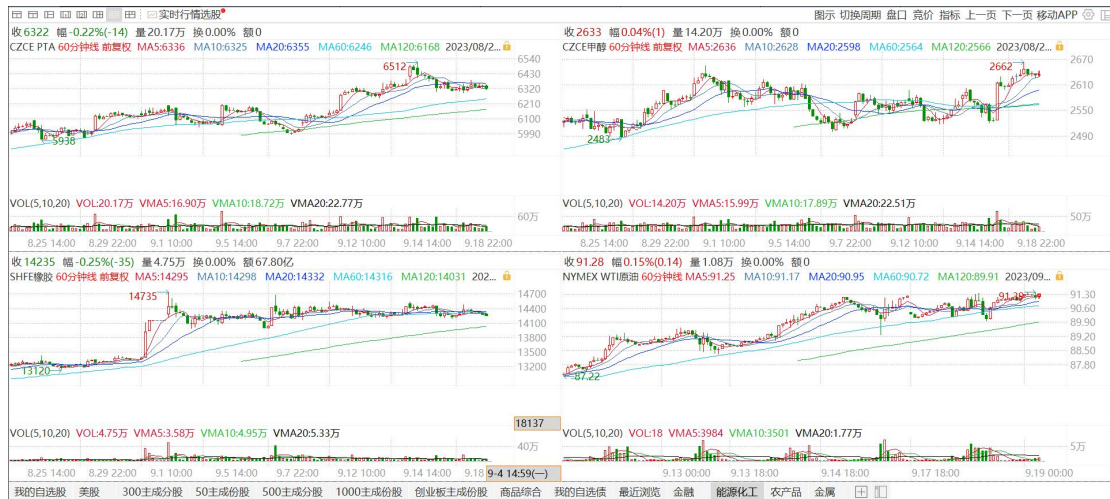 实时行情选股
图示 切换周期 盘口 竞价 指标 上一页 下一页 移动APP
收6322 幅-0.22%(-14) 量20.17万 换0.00% 额0
CZCE PTA 60分钟线 前复权 MA5:6336 MA10:6325 MA20:6355 MA60:6246 MA120:6168 2023/08/2...
6512
5938
6540
6430
6320
6210
6100
5990
VOL(5,10,20) VOL:20.17万 VMA5:16.90万 VMA10:18.72万 VMA20:22.77万
60万
8.25 14:00 8.29 22:00 9.1 10:00 9.5 14:00 9.7 22:00 9.12 10:00 9.14 14:00 9.18 22:00
收2633 幅0.04%(1) 量14.20万 换0.00% 额0
CZCE甲醇 60分钟线 前复权 MA5:2636 MA10:2628 MA20:2598 MA60:2564 MA120:2566 2023/08/2...
2662
2483
2670
2610
2550
2490
VOL(5,10,20) VOL:14.20万 VMA5:15.99万 VMA10:17.89万 VMA20:22.51万
50万
8.25 14:00 8.29 22:00 9.1 10:00 9.5 14:00 9.7 22:00 9.12 10:00 9.14 14:00 9.18 22:00
收14235 幅-0.25%(-35) 量4.75万 换0.00% 额67.80亿
SHFE橡胶 60分钟线 前复权 MA5:14295 MA10:14298 MA20:14332 MA60:14316 MA120:14031 202...
14735
13120
14700
14400
14100
13800
13500
13200
18137
VOL(5,10,20) VOL:4.75万 VMA5:3.58万 VMA10:4.95万 VMA20:5.33万
40万
8.25 14:00 8.29 22:00 9.1 10:00 9.5 14:00 9.7 22:00 9.12 10:00 9.14 14:00 9.18 9-4 14:59(一)
收91.28 幅0.15%(0.14) 量1.08万 换0.00% 额0
NYMEX WTI原油 60分钟线 前复权 MA5:91.25 MA10:91.17 MA20:90.95 MA60:90.72 MA120:89.91 2023/09...
91.39
87.22
91.30
90.60
89.90
89.20
88.50
87.80
VOL(5,10,20) VOL:18 VMA5:3984 VMA10:3501 VMA20:1.77万
5万
9.13 00:00 9.13 18:00 9.14 18:00 9.17 18:00 9.19 00:00
我的自选股 美股 300主成份股 50主成份股 500主成份股 1000主成份股 创业板主成份股 商品综合 我的自选债 最近浏览 金融 能源化工 农产品 金属